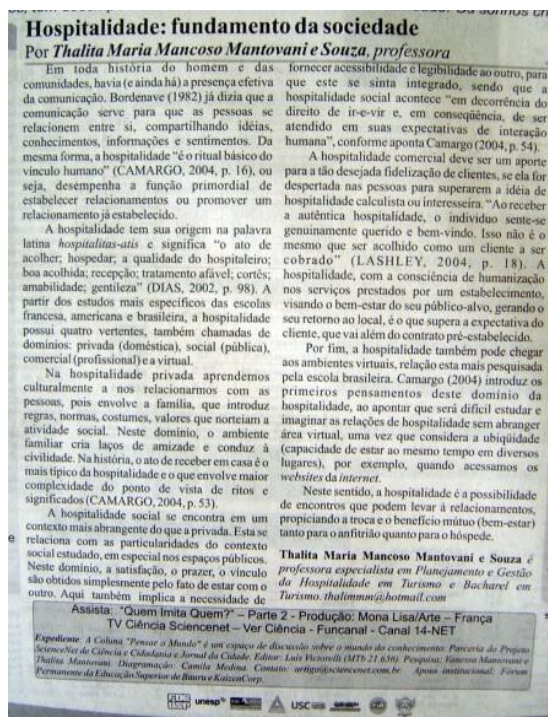 Hospitalidade: fundamento da sociedade
Por Thalita Maria Mancoso Mantovani e Souza, professora
Em toda história do homem e das
comunidades, havia (e ainda há) a presença efetiva
da comunicação. Bordenave (1982) já dizia que a
comunicação serve para que as pessoas se
relacionem entre si, compartilhando idéias,
conhecimentos, informações e sentimentos. Da
mesma forma, a hospitalidade “é o ritual básico do
vínculo humano” (CAMARGO, 2004, p. 16), ou
seja, desempenha a função primordial de
estabelecer relacionamentos ou promover um
relacionamento já estabelecido.
A hospitalidade tem sua origem na palavra
latina hospitalitas-atis e significa “o ato de
acolher; hospedar; a qualidade do hospitaleiro;
boa acolhida; recepção; tratamento afável; cortês;
amabilidade; gentileza” (DIAS, 2002, p. 98). A
partir dos estudos mais específicos das escolas
francesa, americana e brasileira, a hospitalidade
possui quatro vertentes, também chamadas de
domínios: privada (doméstica), social (pública),
comercial (profissional) e a virtual.
Na hospitalidade privada aprendemos
culturalmente a nos relacionarmos com as
pessoas, pois envolve a família, que introduz
regras, normas, costumes, valores que norteiam a
atividade social. Neste domínio, o ambiente
familiar cria laços de amizade e conduz à
civilidade. Na história, o ato de receber em casa é o
mais típico da hospitalidade e o que envolve maior
complexidade do ponto de vista de ritos e
significados (CAMARGO, 2004, p. 53).
A hospitalidade social se encontra em um
contexto mais abrangente do que a privada. Esta se
relaciona com as particularidades do contexto
social estudado, em especial nos espaços públicos.
Neste domínio, a satisfação, o prazer, o vínculo
são obtidos simplesmente pelo fato de estar com o
outro. Aqui também implica a necessidade de
fornecer acessibilidade e legibilidade ao outro, para
que este se sinta integrado, sendo que a
hospitalidade social acontece “em decorrência do
direito de ir-e-vir e, em conseqüência, de ser
atendido em suas expectativas de interação
humana”, conforme aponta Camargo (2004, p. 54).
A hospitalidade comercial deve ser um aporte
para a tão desejada fidelização de clientes, se ela for
despertada nas pessoas para superarem a idéia de
hospitalidade calculista ou interesseira. “Ao receber
a autêntica hospitalidade, o indivíduo sente-se
genuinamente querido e bem-vindo. Isso não é o
mesmo que ser acolhido como um cliente a ser
cobrado” (LASHLEY, 2004, p. 18). A
hospitalidade, com a consciência de humanização
nos serviços prestados por um estabelecimento,
visando o bem-estar do seu público-alvo, gerando o
seu retorno ao local, é o que supera a expectativa do
cliente, que vai além do contrato pré-estabelecido.
Por fim, a hospitalidade também pode chegar
aos ambientes virtuais, relação esta mais pesquisada
pela escola brasileira. Camargo (2004) introduz os
primeiros pensamentos deste domínio da
hospitalidade, ao apontar que será difícil estudar e
imaginar as relações de hospitalidade sem abranger
área virtual, uma vez que considera a ubiqüidade
(capacidade de estar ao mesmo tempo em diversos
lugares), por exemplo, quando acessamos os
websites da internet.
Neste sentido, a hospitalidade é a possibilidade
de encontros que podem levar à relacionamentos,
propiciando a troca e o benefício mútuo (bem-estar)
tanto para o anfitrião quanto para o hóspede.
Thalita Maria Mancoso Mantovani e Souza é
professora especialista em Planejamento e Gestão
da Hospitalidade em Turismo e Bacharel em
Turismo. thalimmm@hotmail.com
Assista: “Quem Imita Quem?” – Parte 2 - Produção: Mona Lisa/Arte – França
TV Ciência Sciencenet – Ver Ciência - Funcanal - Canal 14-NET
Expediente: A Coluna “Pensar o Mundo” é um espaço de discussão sobre o mundo do conhecimento: Parceria do Projeto
ScienceNet de Ciência e Cidadania e Jornal da Cidade. Editor: Luis Victorelli (MTb 21.656). Pesquisa: Vanessa Mantovani e
Thalita Mantovani. Diagramação: Camila Medina. Contato: artigo@sciencenet.com.br. Apoio institucional: Fórum
Permanente da Educação Superior de Bauru e KaizenCorp.
unesp
USC